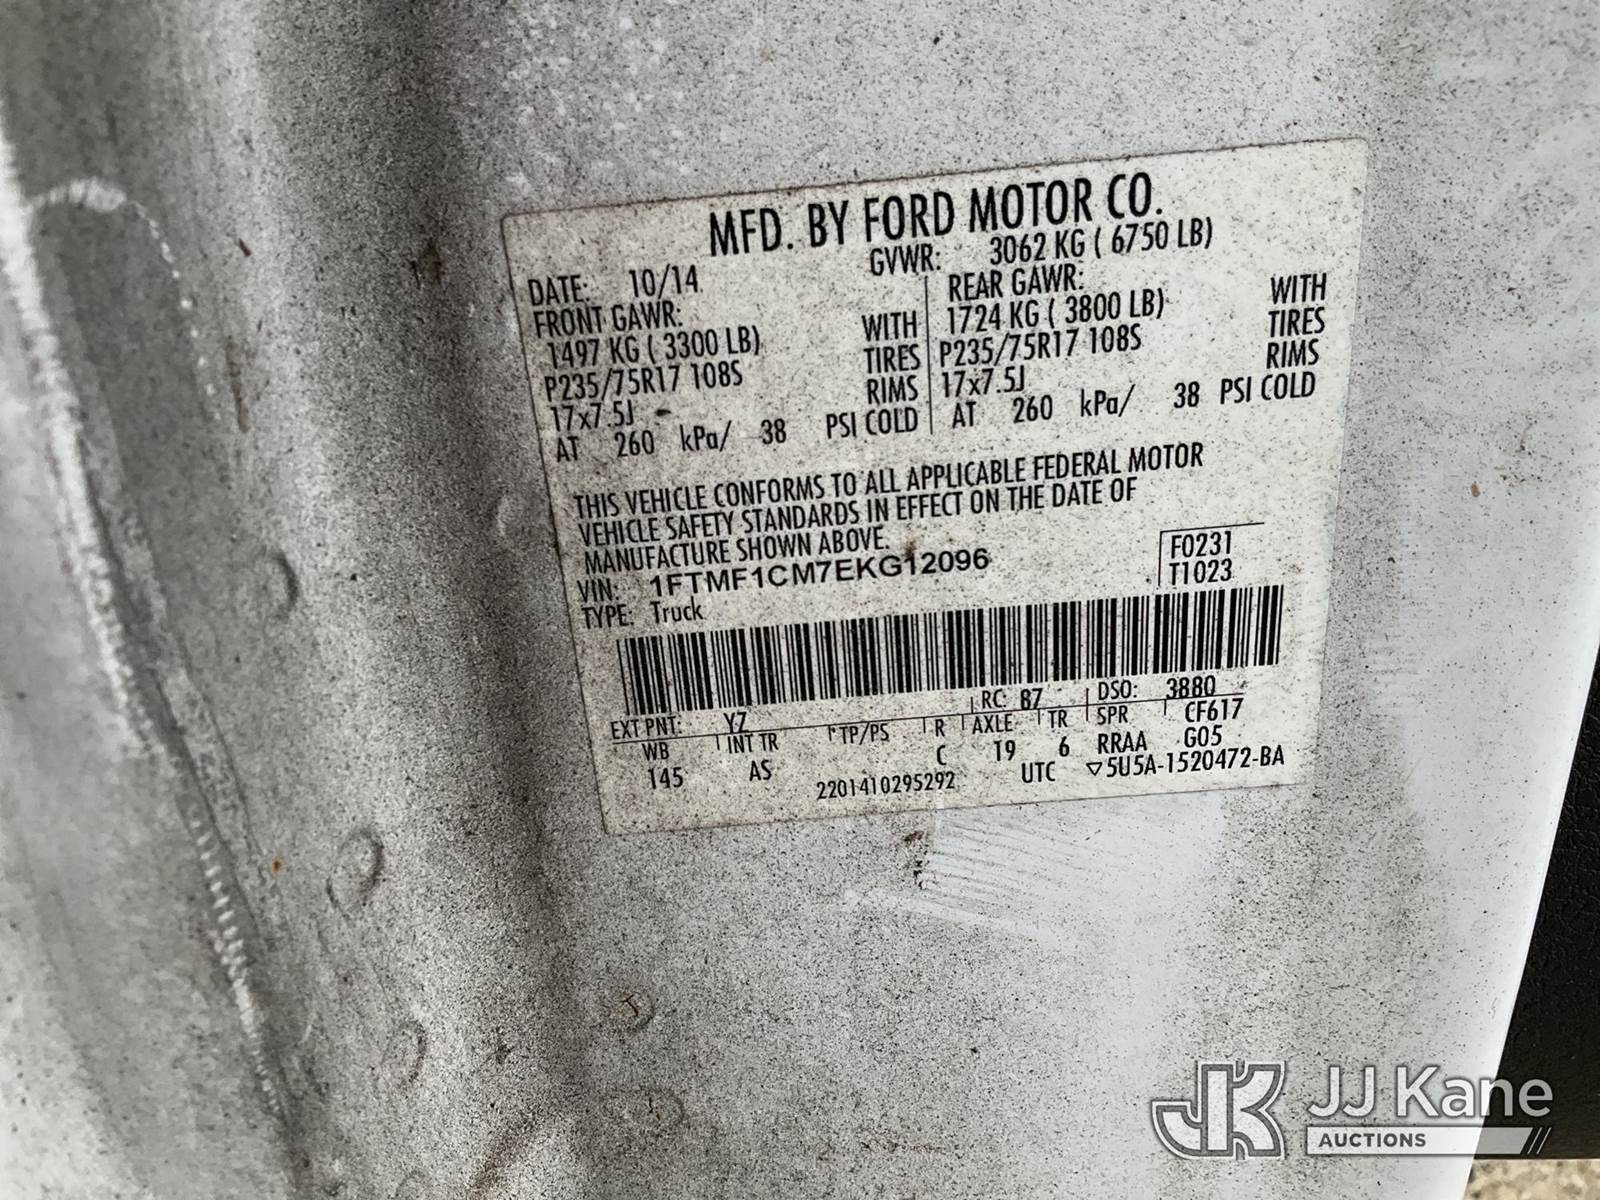 MFD. BY FORD MOTOR CO.
DATE: 10/14 GVWR: 3062 KG ( 6750 LB)
FRONT GAWR: REAR GAWR:
1497 KG ( 3300 LB) WITH 1724 KG ( 3800 LB) WITH
P235/75R17 108S TIRES P235/75R17 108S TIRES
17x7.5J RIMS 17x7.5J RIMS
AT 260 kPa/ 38 PSI COLD AT 260 kPa/ 38 PSI COLD
THIS VEHICLE CONFORMS TO ALL APPLICABLE FEDERAL MOTOR
VEHICLE SAFETY STANDARDS IN EFFECT ON THE DATE OF
MANUFACTURE SHOWN ABOVE.
VIN: 1FTMF1CM7EKG12096 F0231
TYPE: Truck T1023
EXT PNT: YZ RC: B7 DSO: 3880
WB INT TR TP/PS R AXLE TR SPR CF617
145 AS C 19 6 RRAA G05
2201410295292 UTC ▽5U5A-1520472-BA
JK JJ Kane
AUCTIONS